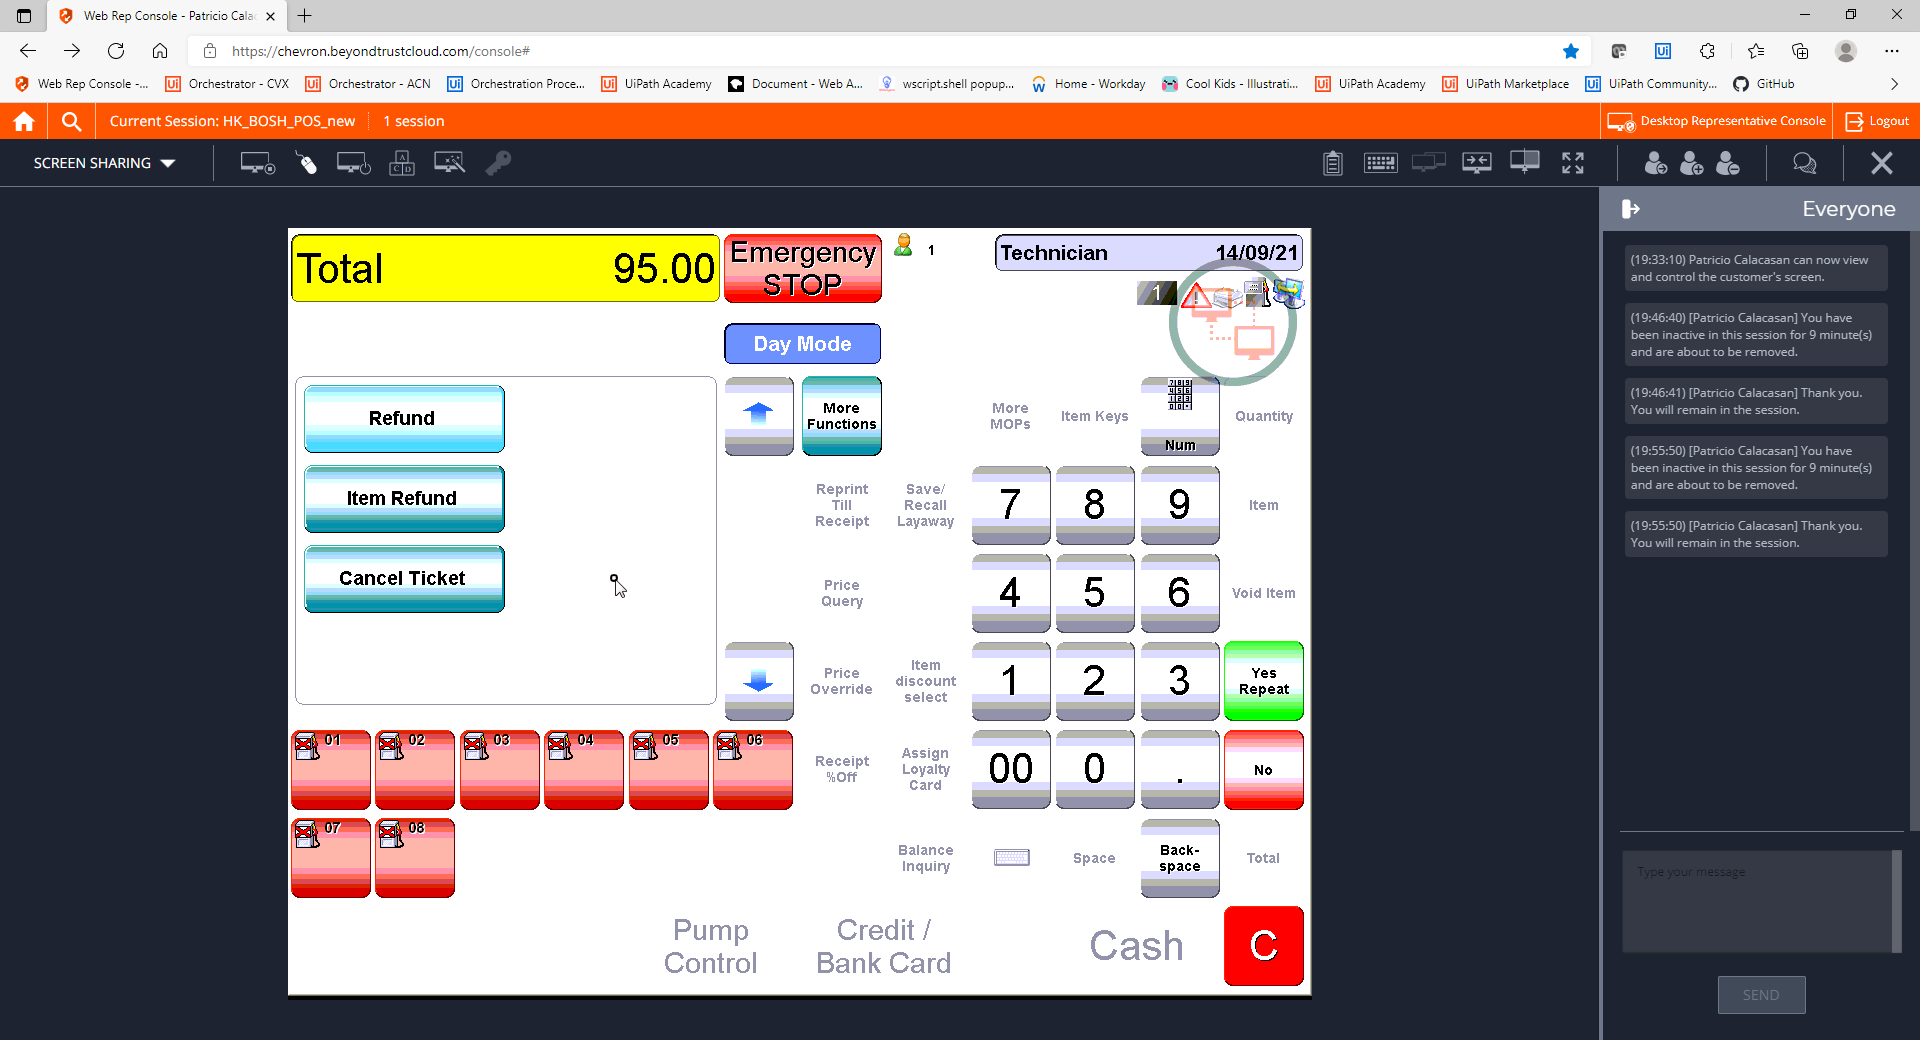 Web Rep Console - Patricio Cala
https://chevron.beyondtrustcloud.com/console#
Web Rep Console -...
Orchestrator - CVX
Orchestrator - ACN
Orchestration Proce...
UiPath Academy
Document - Web A...
wscript.shell popup...
Home - Workday
Cool Kids - Illustrati...
UiPath Academy
UiPath Marketplace
UiPath Community...
GitHub
Current Session: HK_BOSH_POS_new
1 session
Desktop Representative Console
Logout
SCREEN SHARING
Everyone
(19:33:10) Patricio Calacasan can now view
and control the customer's screen.
(19:46:40) [Patricio Calacasan] You have
been inactive in this session for 9 minute(s)
and are about to be removed.
(19:46:41) [Patricio Calacasan] Thank you.
You will remain in the session.
(19:55:50) [Patricio Calacasan] You have
been inactive in this session for 9 minute(s)
and are about to be removed.
(19:55:50) [Patricio Calacasan] Thank you.
You will remain in the session.
Type your message
SEND
Total 95.00
Emergency
STOP
1
Technician 14/09/21
1
Day Mode
Refund
Item Refund
Cancel Ticket
More
Functions
More
MOPs
Item Keys
Num
Quantity
Reprint
Till
Receipt
Save/
Recall
Layaway
7
8
9
Item
Price
Query
4
5
6
Void Item
Price
Override
Item
discount
select
1
2
3
Yes
Repeat
01
02
03
04
05
06
Receipt
%Off
Assign
Loyalty
Card
00
0
.
No
07
08
Balance
Inquiry
Space
Back-
space
Total
Pump
Control
Credit /
Bank Card
Cash
C